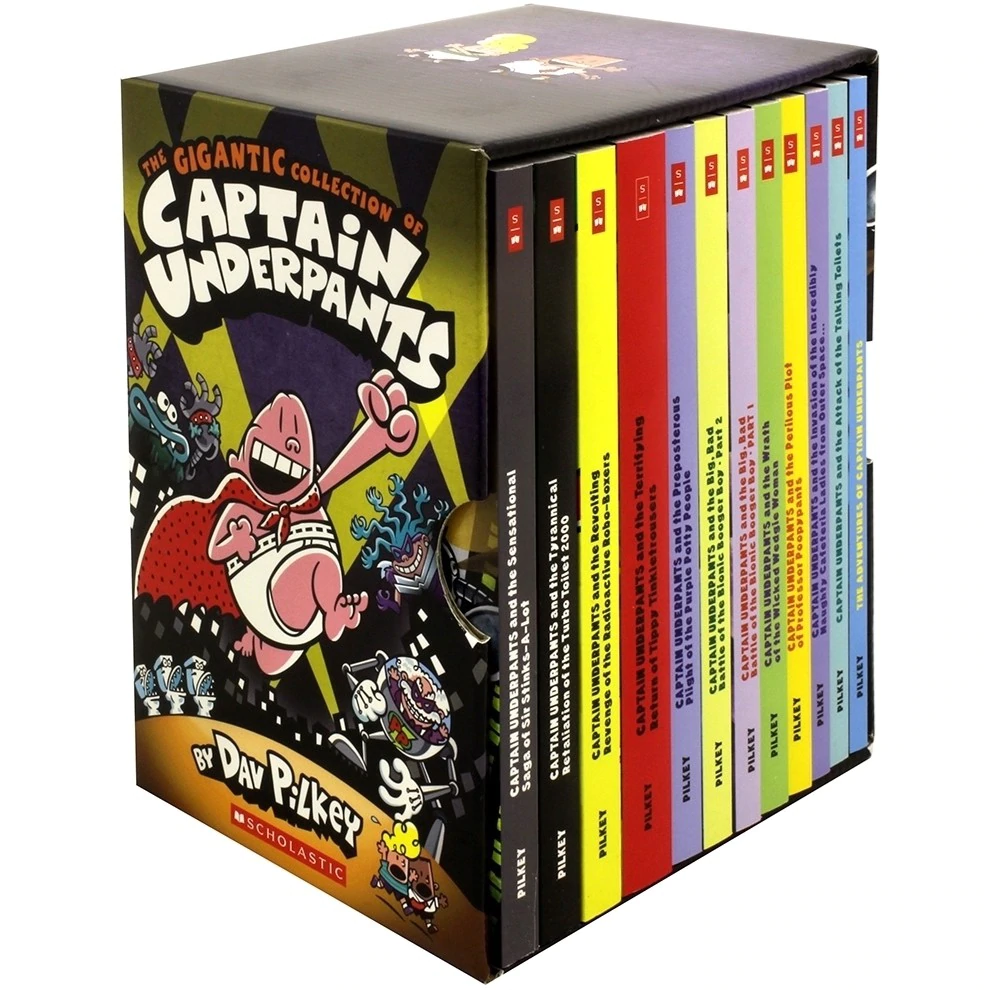 THE GIGANTIC COLLECTION OF
CAPTAIN
UNDERPANTS
BY DAV PILKEY
SCHOLASTIC
CAPTAIN UNDERPANTS and the Sensational
Saga of Sir Stinks-A-Lot
PILKEY
CAPTAIN UNDERPANTS and the Tyrannical
Retaliation of the Turbo Toilet 2000
PILKEY
CAPTAIN UNDERPANTS and the Revolting
Revenge of the Radioactive Robo-Boxers
PILKEY
CAPTAIN UNDERPANTS and the Terrifying
Return of Tippy Tinkletrousers
PILKEY
CAPTAIN UNDERPANTS and the Preposterous
Plight of the Purple Potty People
PILKEY
CAPTAIN UNDERPANTS and the Big, Bad
Battle of the Bionic Booger Boy · Part 2
PILKEY
CAPTAIN UNDERPANTS and the Big, Bad
Battle of the Bionic Booger Boy · PART 1
PILKEY
CAPTAIN UNDERPANTS and the Wrath
of the Wicked Wedgie Woman
PILKEY
CAPTAIN UNDERPANTS and the Perilous Plot
of Professor Poopypants
PILKEY
CAPTAIN UNDERPANTS and the Invasion of the Incredibly
Naughty Cafeteria Ladies from Outer Space...
PILKEY
CAPTAIN UNDERPANTS and the Attack of the Talking Toilets
PILKEY
THE ADVENTURES OF CAPTAIN UNDERPANTS
PILKEY